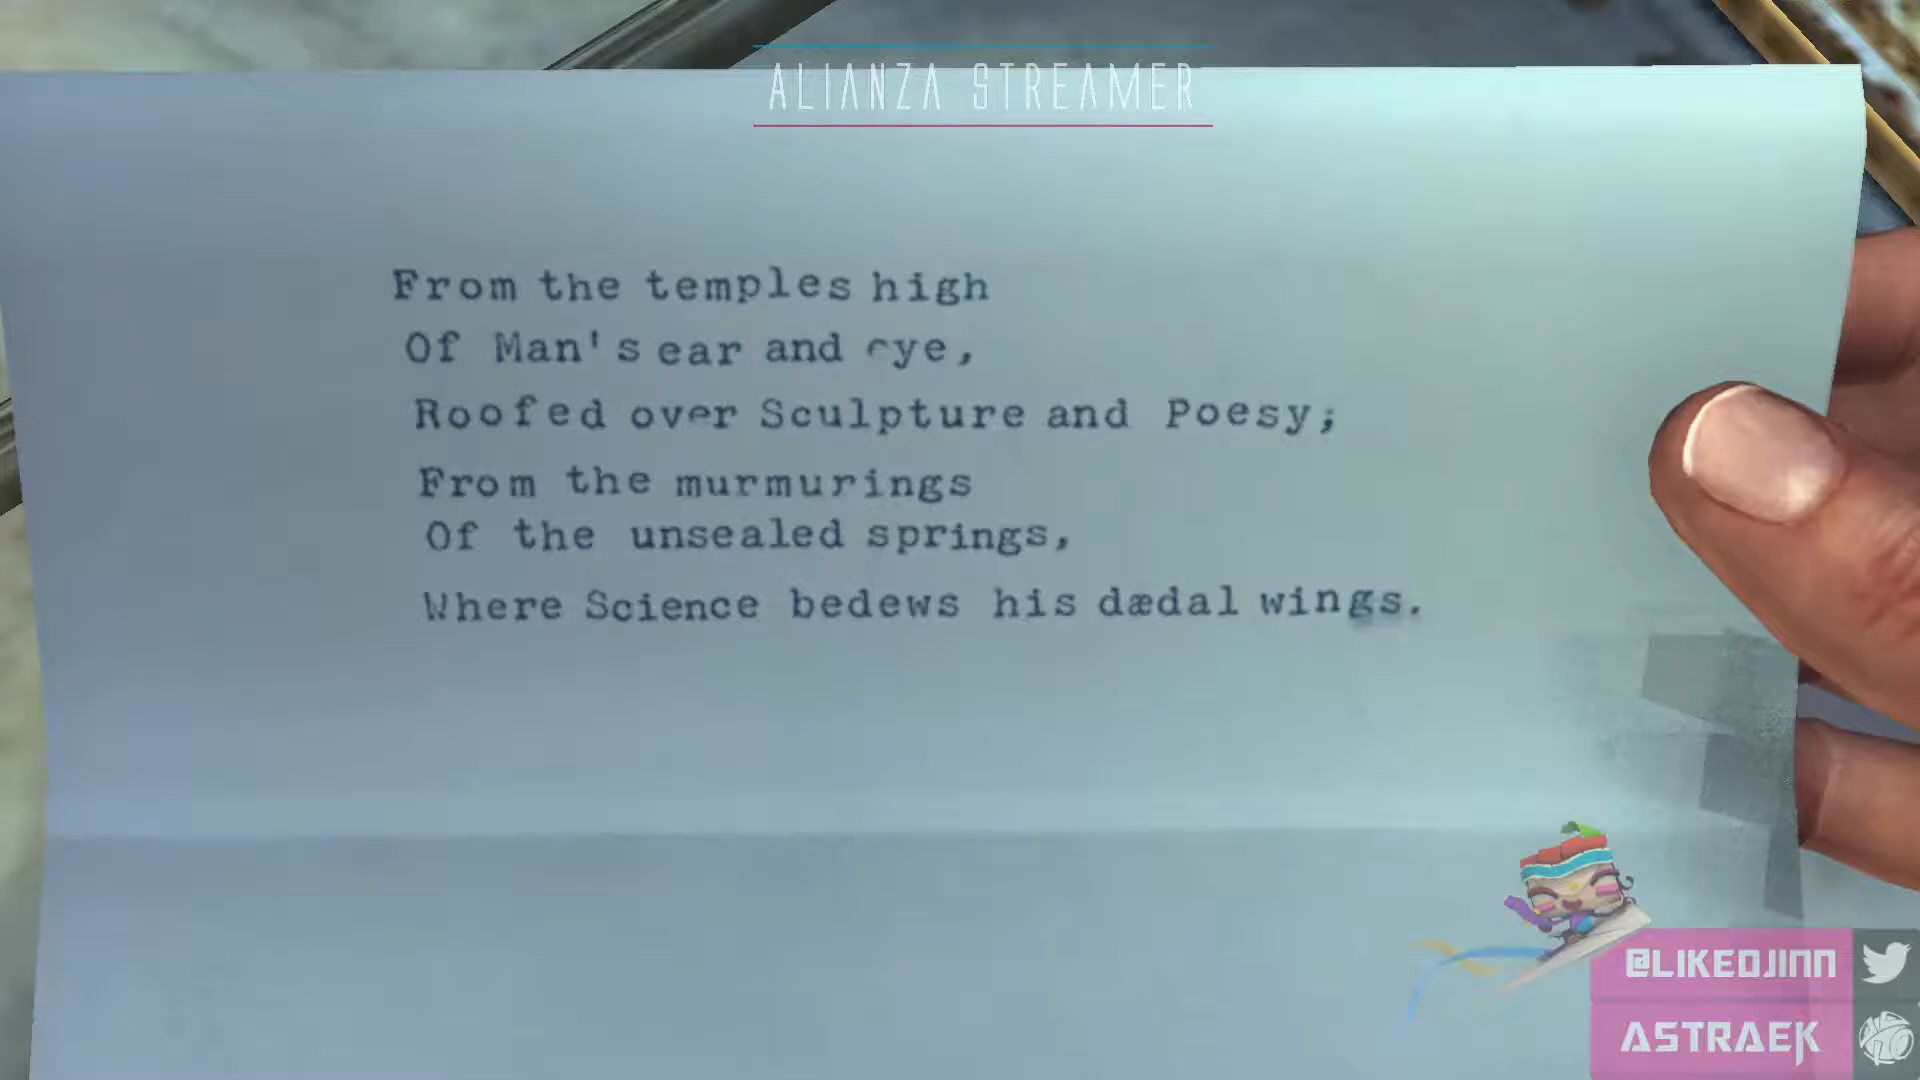 ALIANZA STREAMER
From the temples high
Of Man's ear and eye,
Roofed over Sculpture and Poesy;
From the murmurings
Of the unsealed springs,
Where Science bedews his dædal wings.
@LIKEDJINN
ASTRAEK